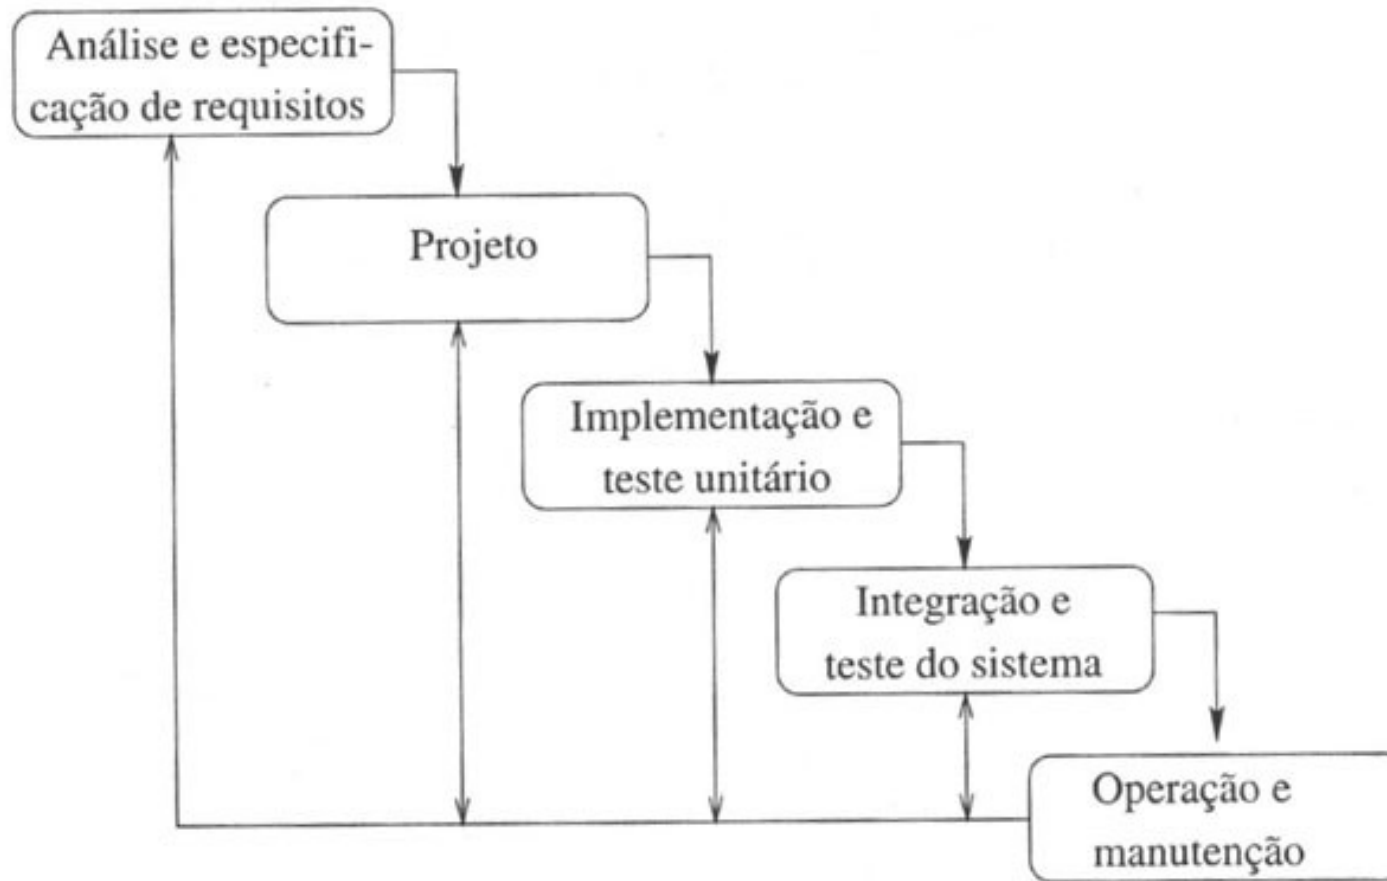 Análise e especifi-
cação de requisitos
Projeto
Implementação e
teste unitário
Integração e
teste do sistema
Operação e
manutenção